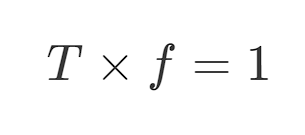 T × f = 1